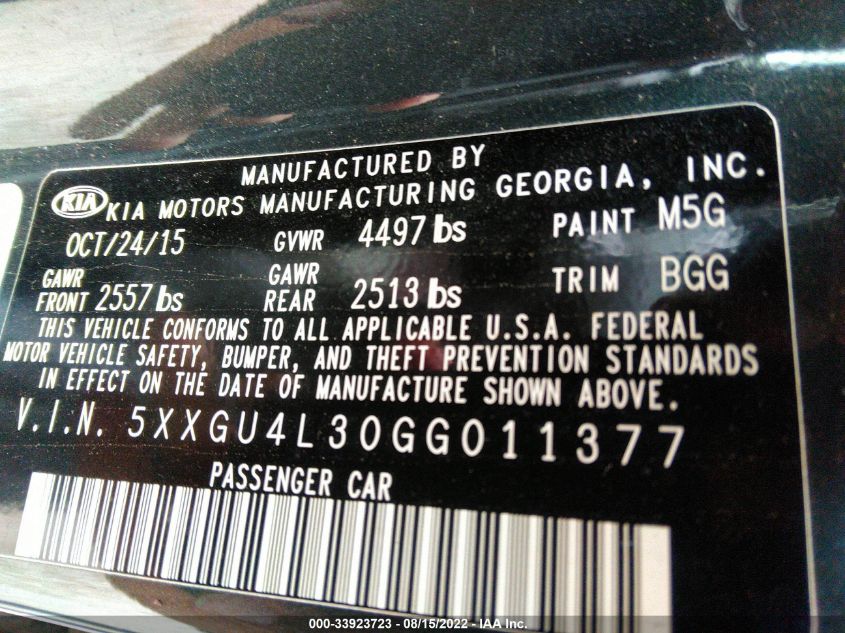 MANUFACTURED BY
KIA KIA MOTORS MANUFACTURING GEORGIA, INC.
OCT/24/15 GVWR 4497 lbs PAINT M5G
GAWR FRONT 2557 lbs GAWR REAR 2513 lbs TRIM BGG
THIS VEHICLE CONFORMS TO ALL APPLICABLE U.S.A. FEDERAL
MOTOR VEHICLE SAFETY, BUMPER, AND THEFT PREVENTION STANDARDS
IN EFFECT ON THE DATE OF MANUFACTURE SHOWN ABOVE.
V.I.N. 5XXGU4L30GG011377
PASSENGER CAR
000-33923723 - 08/15/2022 - IAA Inc.